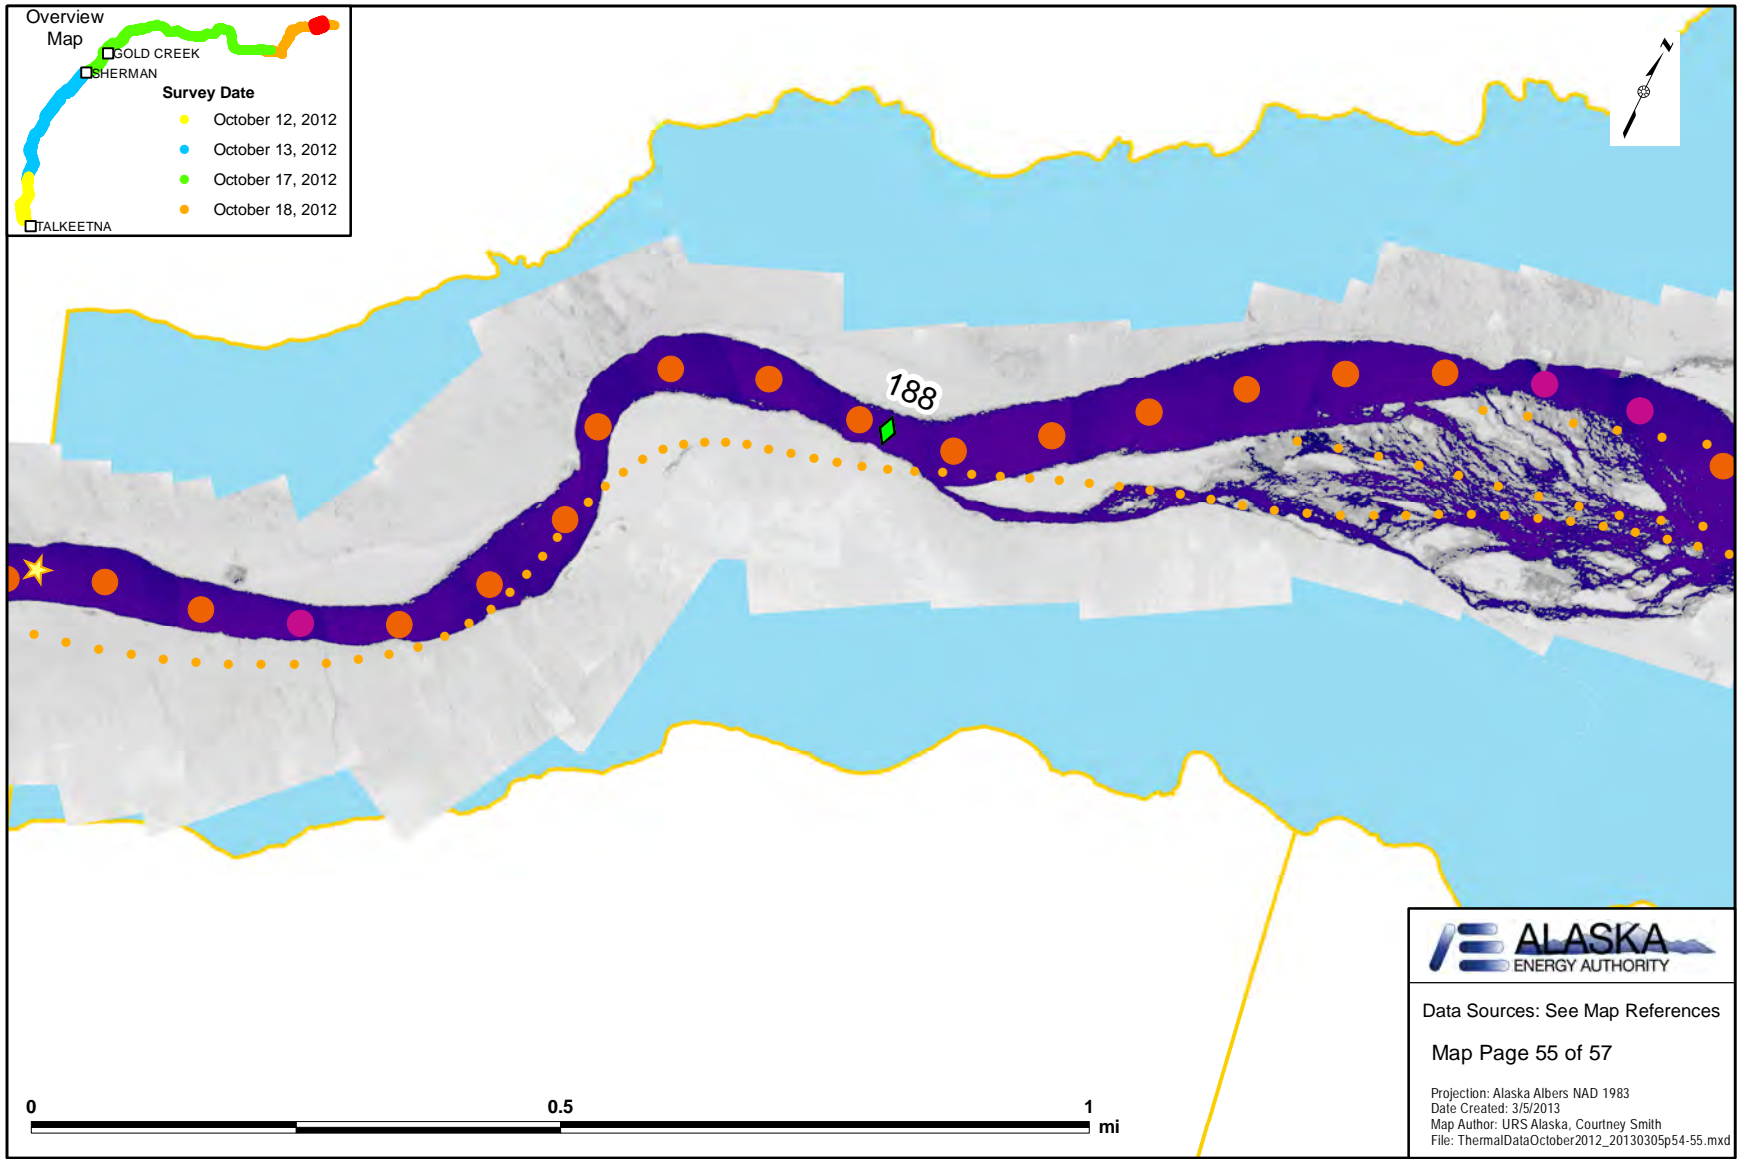 Overview
Map
GOLD CREEK
SHERMAN
Survey Date
October 12, 2012
October 13, 2012
October 17, 2012
October 18, 2012
TALKEETNA
N
188
0
0.5
1
mi
ALASKA
ENERGY AUTHORITY
Data Sources: See Map References
Map Page 55 of 57
Projection: Alaska Albers NAD 1983
Date Created: 3/5/2013
Map Author: URS Alaska, Courtney Smith
File: ThermalDataOctober2012_20130305p54-55.mxd